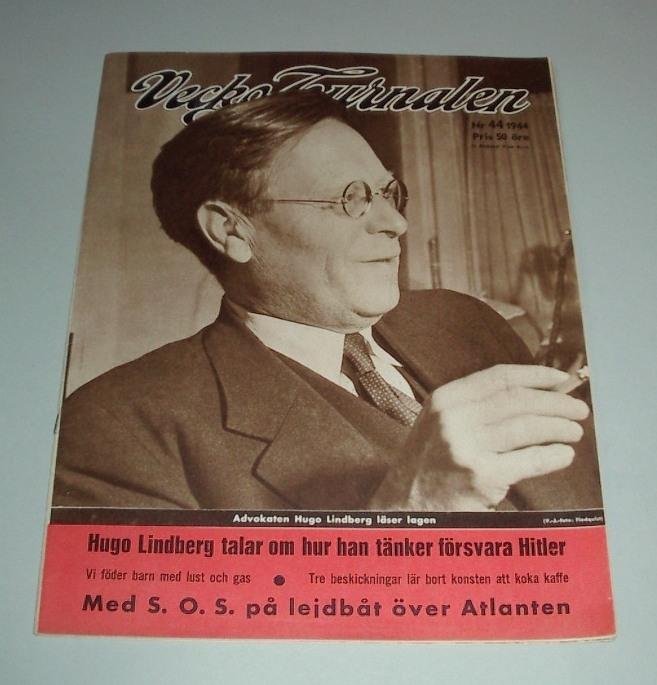 Vecko Journalen
Nr 44 1944
Pris 50 öre
Advokaten Hugo Lindberg läser lagen
Hugo Lindberg talar om hur han tänker försvara Hitler
Vi föder barn med lust och gas ● Tre beskickningar lär bort konsten att koka kaffe
Med S. O. S. på lejdbåt över Atlanten